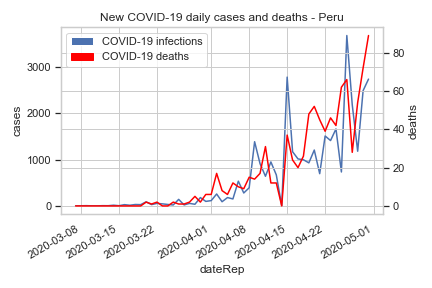 New COVID-19 daily cases and deaths - Peru
COVID-19 infections
COVID-19 deaths
cases
3000
2000
1000
0
80
60
40
20
0
deaths
2020-03-08
2020-03-15
2020-03-22
2020-04-01
2020-04-08
2020-04-15
2020-04-22
2020-05-01
dateRep